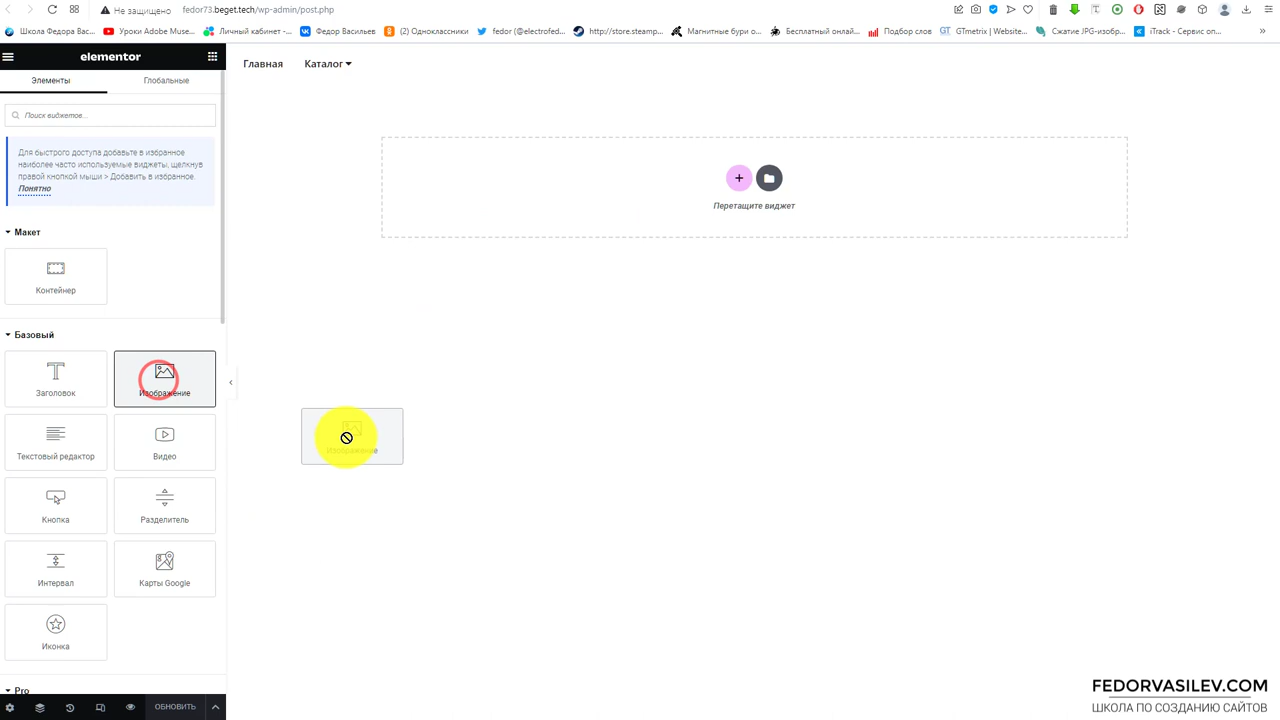 fedor73.beget.tech/wp-admin/post.php
Не защищено
Школа Федора Вас...
Уроки Adobe Muse...
Личный кабинет -...
Федор Васильев
(2) Одноклассники
fedor (@electrofed...
http://store.steamp...
Магнитные бури о...
Бесплатный онлай...
Подбор слов
GTmetrix | Website...
Сжатие JPG-изобр...
iTrack - Сервис оп...
elementor
Элементы
Глобальные
Поиск виджетов...
Для быстрого доступа добавьте в избранное
наиболее часто используемые виджеты, щелкнув
правой кнопкой мыши > Добавить в избранное.
Понятно
Макет
Контейнер
Базовый
Заголовок
Изображение
Текстовый редактор
Видео
Кнопка
Разделитель
Интервал
Карты Google
Иконка
Pro
ОБНОВИТЬ
Главная
Каталог
Перетащите виджет
Изображение
FEDORVASILEV.COM
ШКОЛА ПО СОЗДАНИЮ САЙТОВ